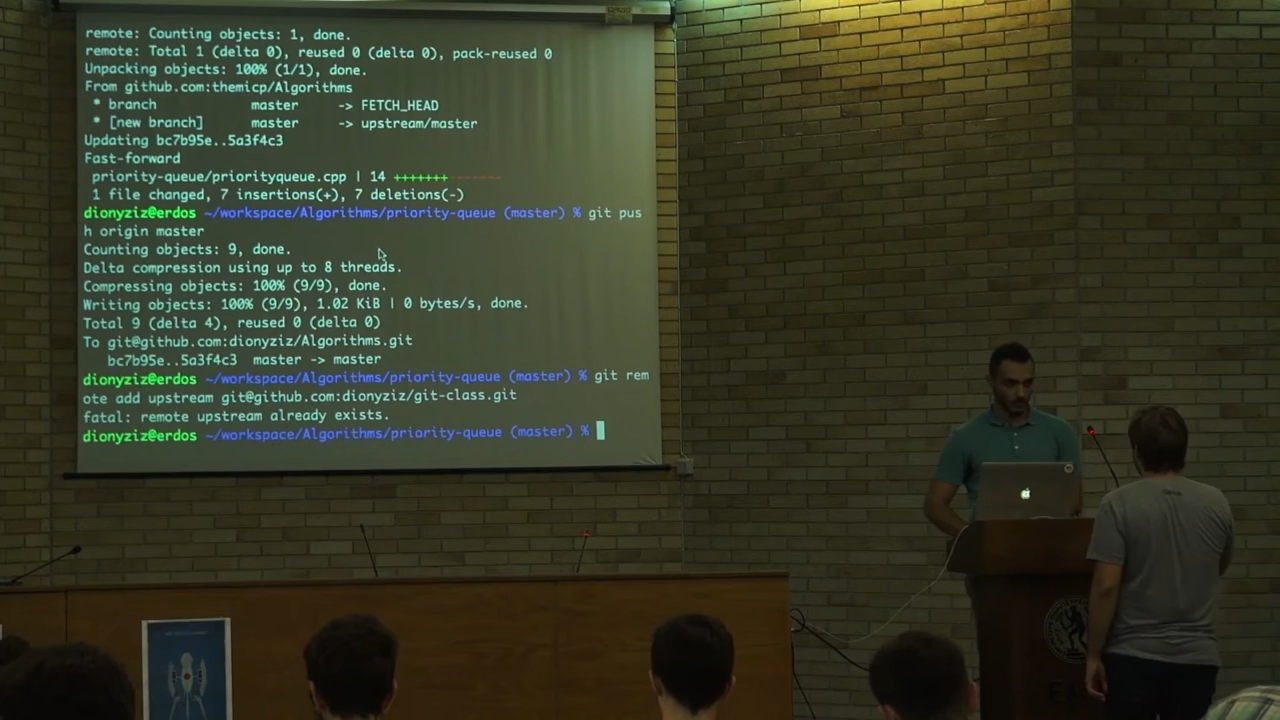 remote: Counting objects: 1, done.
remote: Total 1 (delta 0), reused 0 (delta 0), pack-reused 0
Unpacking objects: 100% (1/1), done.
From github.com:themicp/Algorithms
* branch master -> FETCH_HEAD
* [new branch] master -> upstream/master
Updating bc7b95e..5a3f4c3
Fast-forward
priority-queue/priorityqueue.cpp | 14 +++++++-------
1 file changed, 7 insertions(+), 7 deletions(-)
dionyziz@erdos ~/workspace/Algorithms/priority-queue (master) % git pus
h origin master
Counting objects: 9, done.
Delta compression using up to 8 threads.
Compressing objects: 100% (9/9), done.
Writing objects: 100% (9/9), 1.02 KiB | 0 bytes/s, done.
Total 9 (delta 4), reused 0 (delta 0)
To git@github.com:dionyziz/Algorithms.git
bc7b95e..5a3f4c3 master -> master
dionyziz@erdos ~/workspace/Algorithms/priority-queue (master) % git rem
ote add upstream git@github.com:dionyziz/git-class.git
fatal: remote upstream already exists.
dionyziz@erdos ~/workspace/Algorithms/priority-queue (master) %